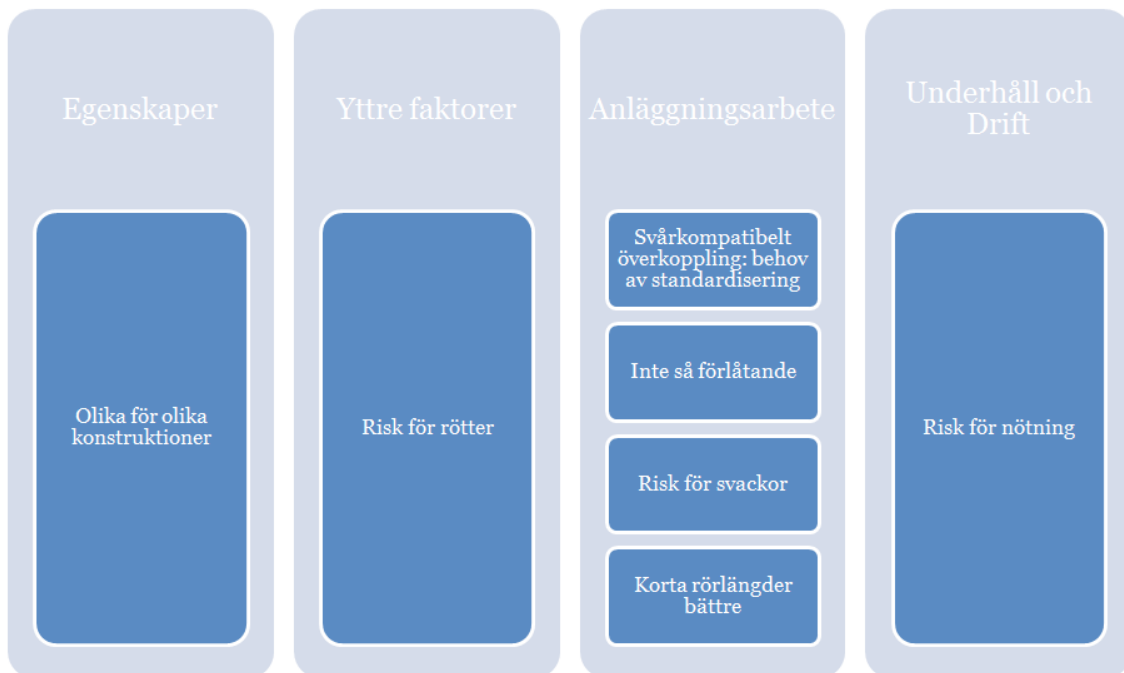 Egenskaper
Olika för olika
konstruktioner
Yttre faktorer
Risk för rötter
Anläggningsarbete
Svårkompatibelt
överkoppling: behov
av standardisering
Inte så förlåtande
Risk för svackor
Korta rörlängder
bättre
Underhåll och
Drift
Risk för nötning